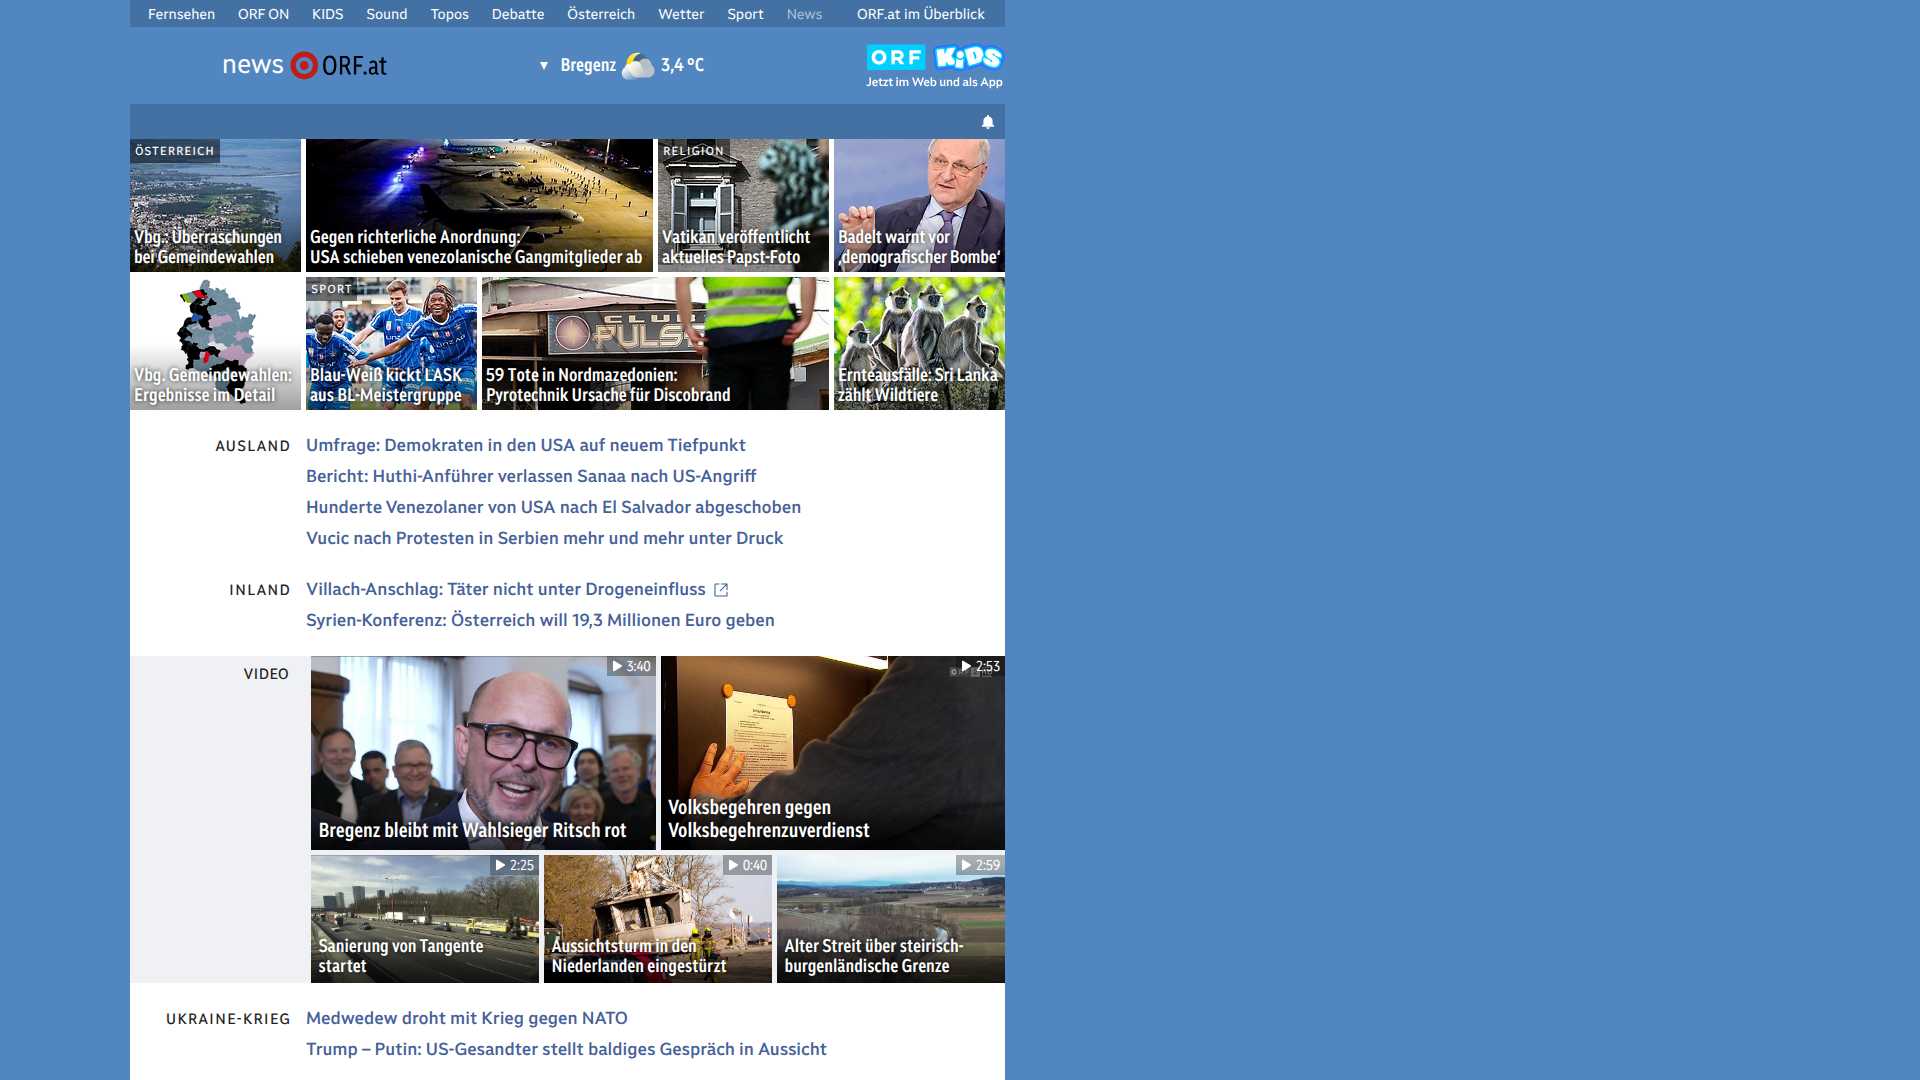 Fernsehen ORF ON KIDS Sound Topos Debatte Österreich Wetter Sport News ORF.at im Überblick
news ORF.at
Bregenz 3,4 °C
ORF KiDS
Jetzt im Web und als App
ÖSTERREICH
Vbg.: Überraschungen
bei Gemeindewahlen
Gegen richterliche Anordnung:
USA schieben venezolanische Gangmitglieder ab
RELIGION
Vatikan veröffentlicht
aktuelles Papst-Foto
Badelt warnt vor
‚demografischer Bombe‘
Vbg. Gemeindewahlen:
Ergebnisse im Detail
SPORT
Blau-Weiß kickt LASK
aus BL-Meistergruppe
CLUB
PULSE
59 Tote in Nordmazedonien:
Pyrotechnik Ursache für Discobrand
Ernteausfälle: Sri Lanka
zählt Wildtiere
AUSLAND
Umfrage: Demokraten in den USA auf neuem Tiefpunkt
Bericht: Huthi-Anführer verlassen Sanaa nach US-Angriff
Hunderte Venezolaner von USA nach El Salvador abgeschoben
Vucic nach Protesten in Serbien mehr und mehr unter Druck
INLAND
Villach-Anschlag: Täter nicht unter Drogeneinfluss
Syrien-Konferenz: Österreich will 19,3 Millionen Euro geben
VIDEO
3:40
Bregenz bleibt mit Wahlsieger Ritsch rot
2:53
Volksbegehren gegen
Volksbegehrenzuverdienst
2:25
Sanierung von Tangente
startet
0:40
Aussichtsturm in den
Niederlanden eingestürzt
2:59
Alter Streit über steirisch-
burgenländische Grenze
UKRAINE-KRIEG
Medwedew droht mit Krieg gegen NATO
Trump – Putin: US-Gesandter stellt baldiges Gespräch in Aussicht